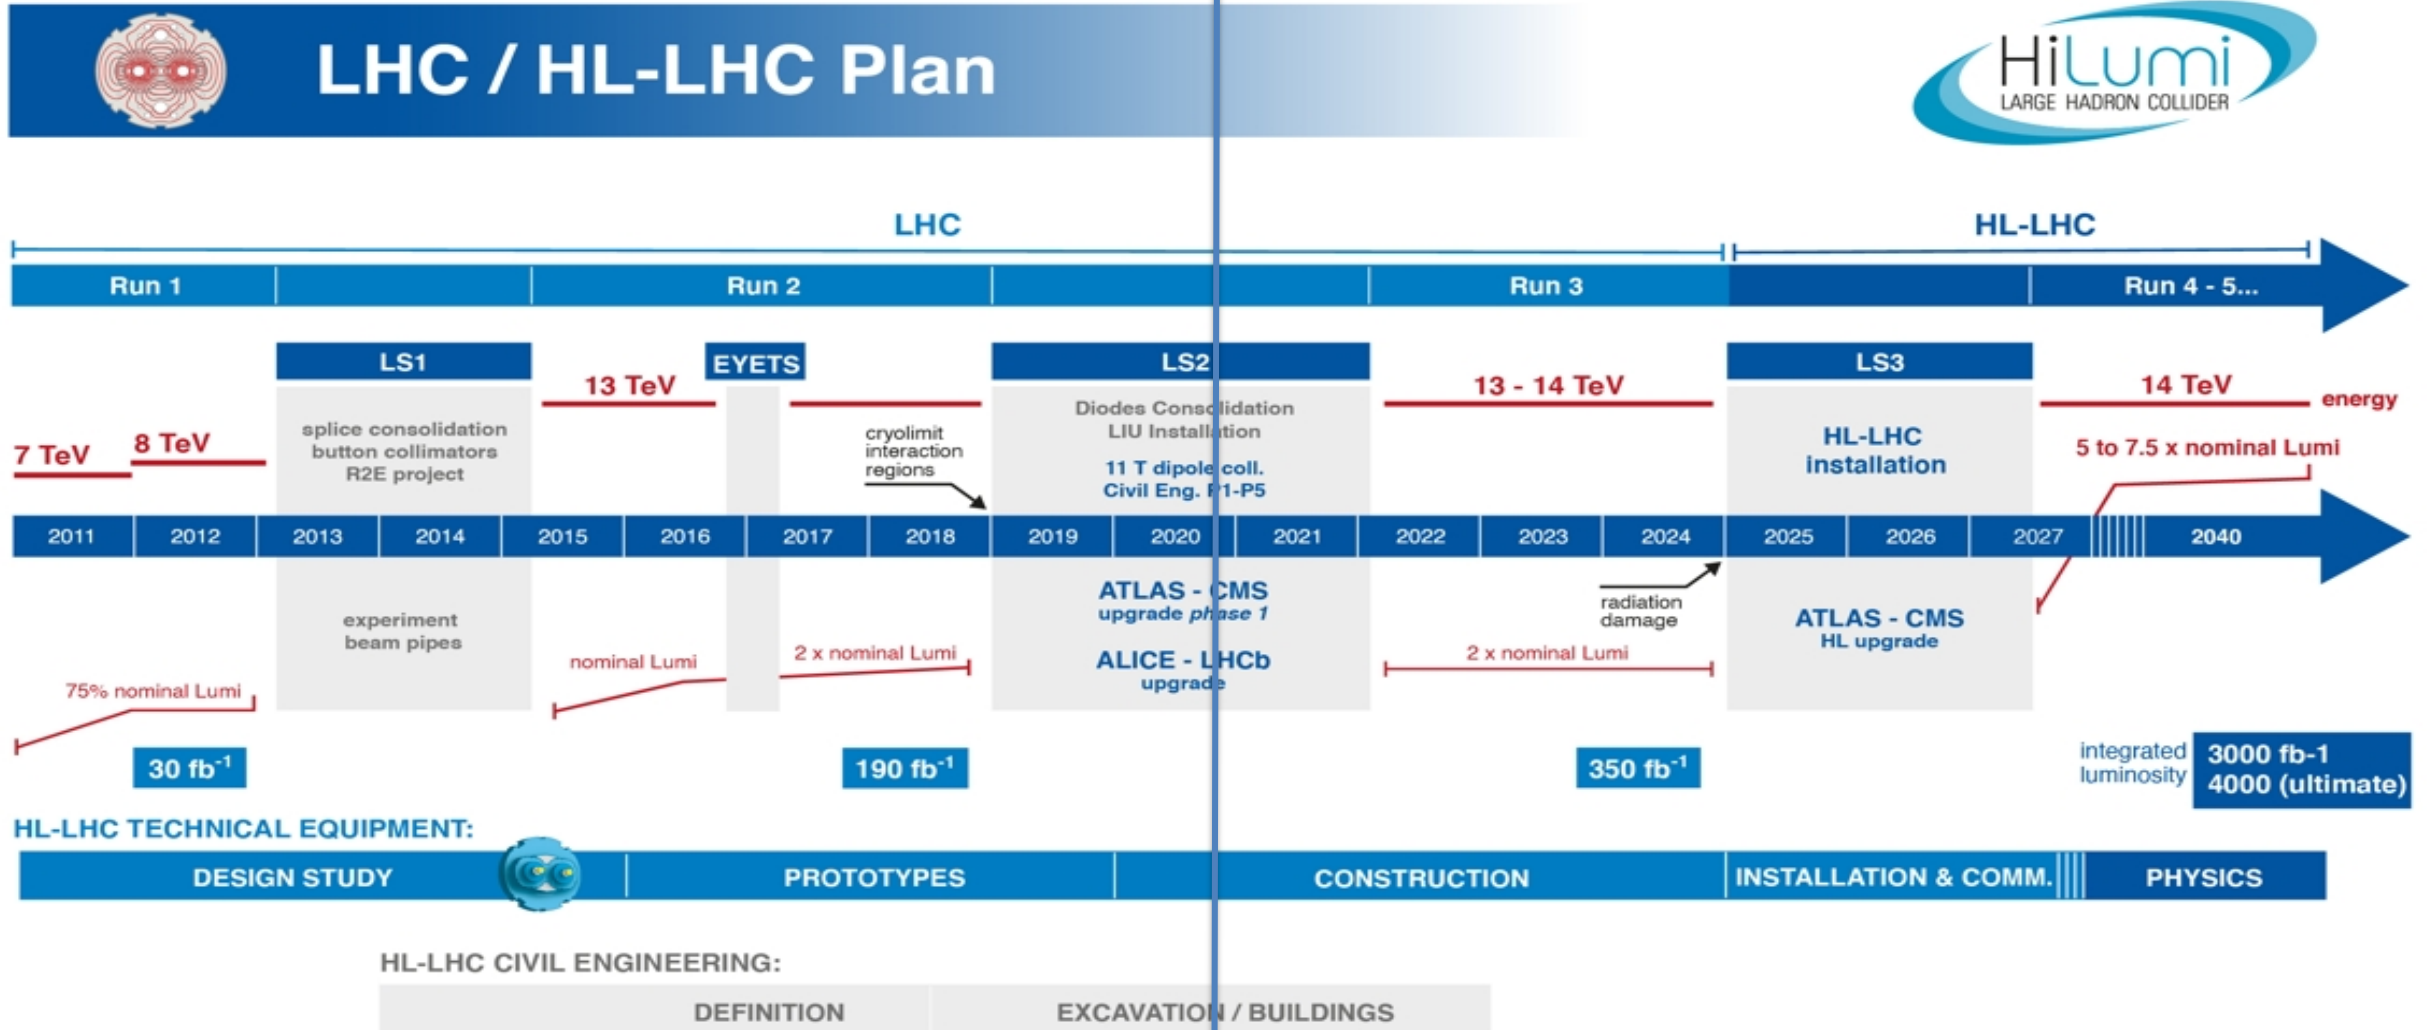 LHC / HL-LHC Plan
HiLumi
LARGE HADRON COLLIDER
LHC
HL-LHC
Run 1
Run 2
Run 3
Run 4 - 5...
LS1
EYETS
LS2
LS3
13 TeV
13 - 14 TeV
14 TeV
energy
7 TeV
8 TeV
splice consolidation
button collimators
R2E project
cryolimit
interaction
regions
Diodes Consolidation
LIU Installation
11 T dipole coll.
Civil Eng. P1-P5
HL-LHC
installation
5 to 7.5 x nominal Lumi
2011
2012
2013
2014
2015
2016
2017
2018
2019
2020
2021
2022
2023
2024
2025
2026
2027
2040
experiment
beam pipes
ATLAS - CMS
upgrade phase 1
ALICE - LHCb
upgrade
radiation
damage
ATLAS - CMS
HL upgrade
75% nominal Lumi
nominal Lumi
2 x nominal Lumi
2 x nominal Lumi
30 fb⁻¹
190 fb⁻¹
350 fb⁻¹
integrated
luminosity
3000 fb-1
4000 (ultimate)
HL-LHC TECHNICAL EQUIPMENT:
DESIGN STUDY
PROTOTYPES
CONSTRUCTION
INSTALLATION & COMM.
PHYSICS
HL-LHC CIVIL ENGINEERING:
DEFINITION
EXCAVATION / BUILDINGS